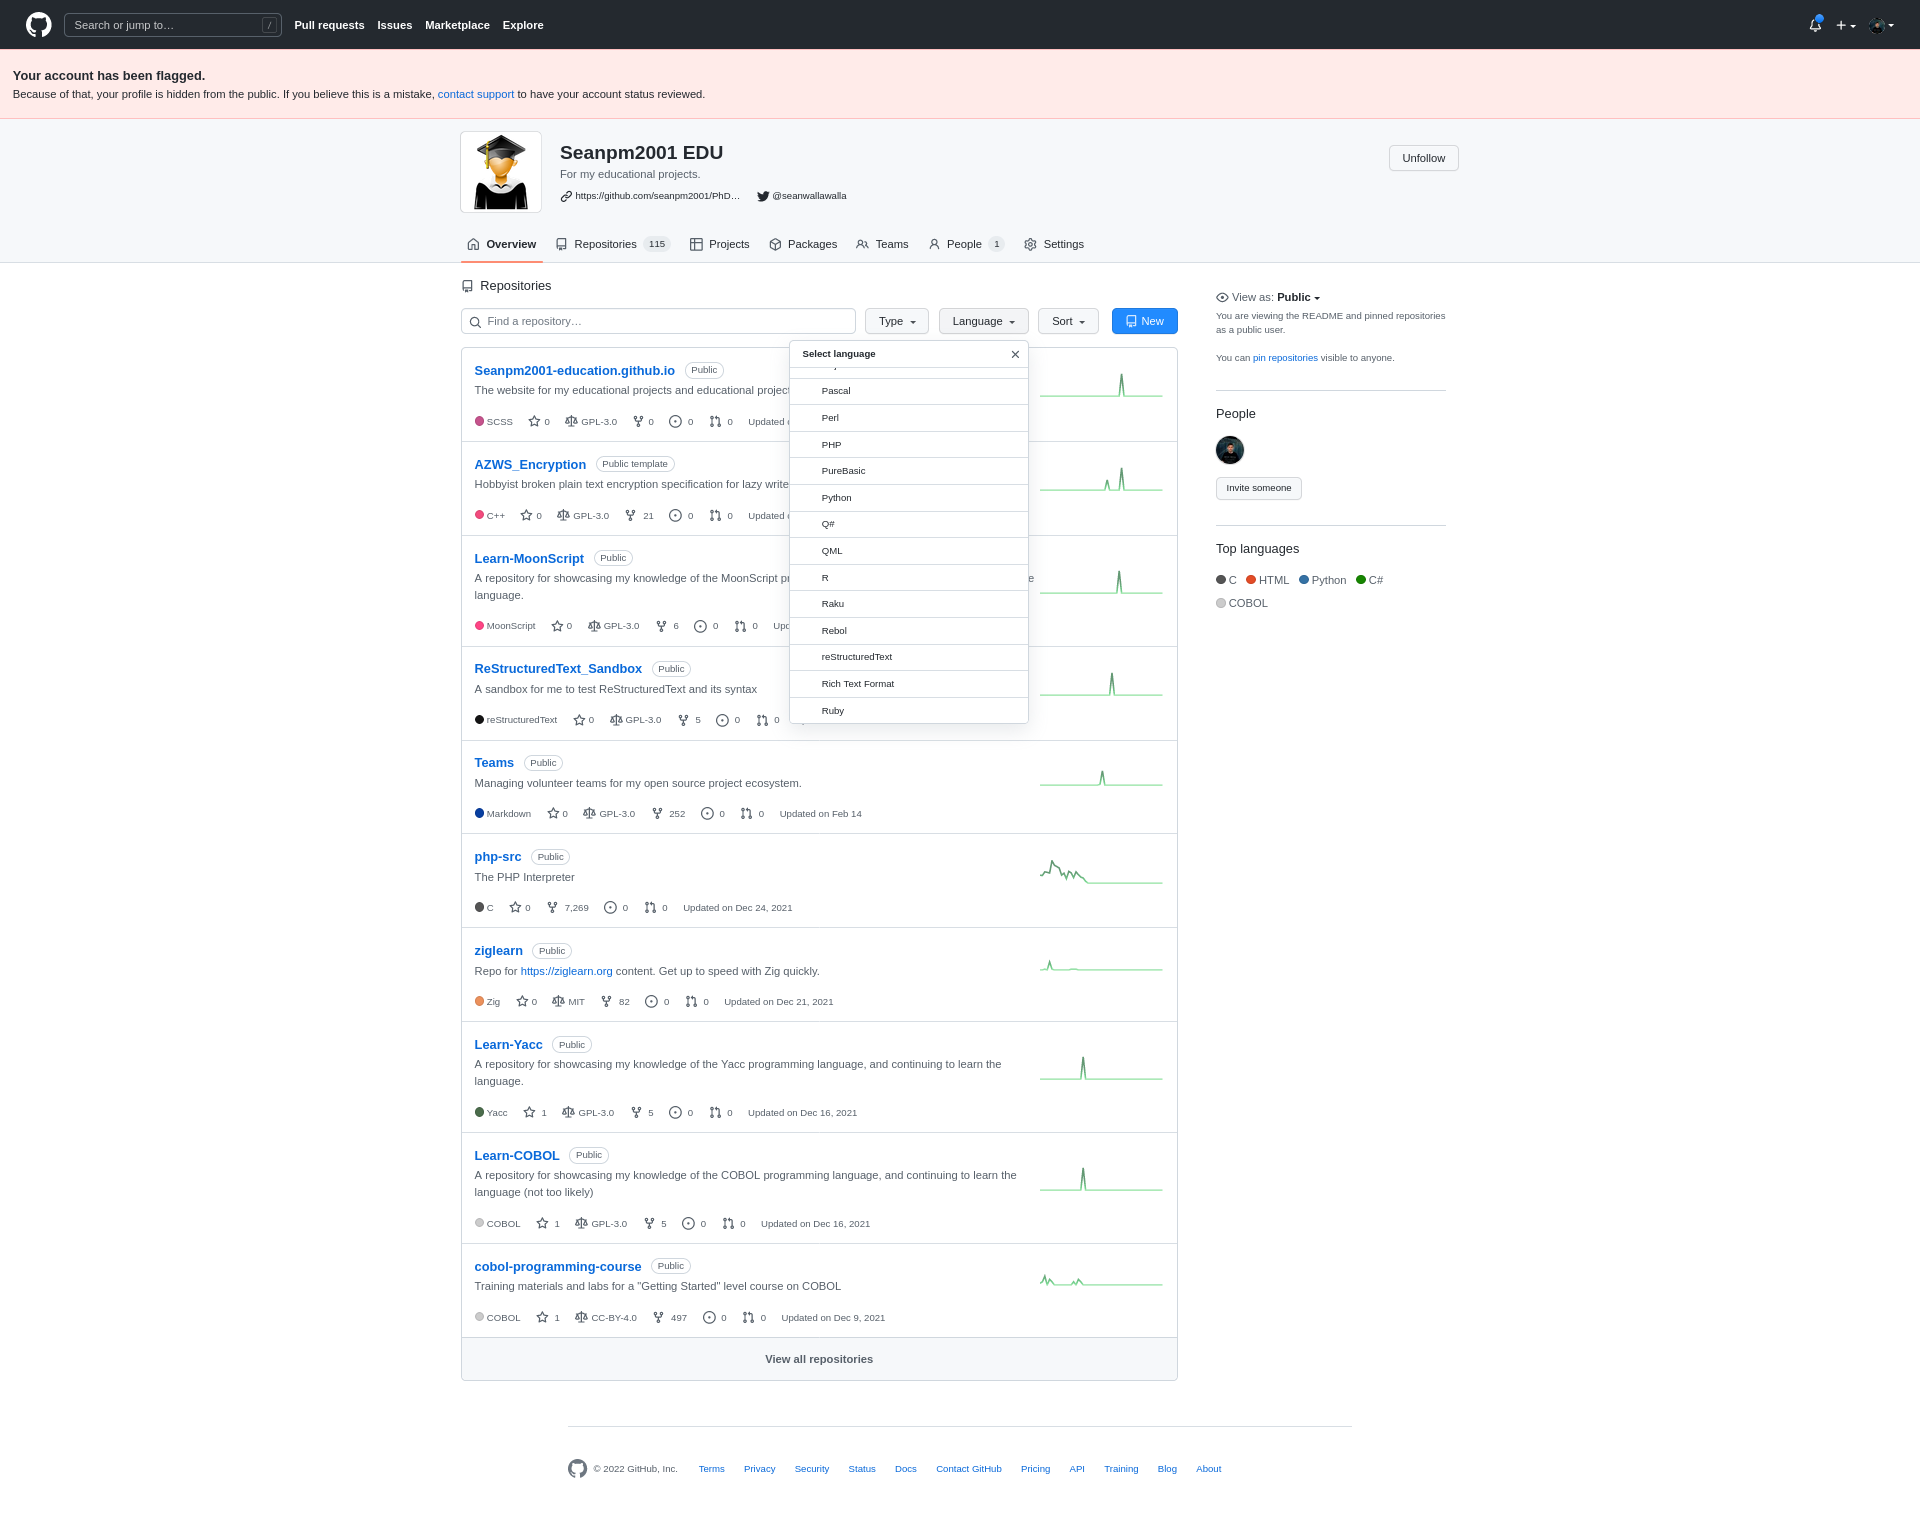 Search or jump to…
/
Pull requests
Issues
Marketplace
Explore
Your account has been flagged.
Because of that, your profile is hidden from the public. If you believe this is a mistake, contact support to have your account status reviewed.
Seanpm2001 EDU
For my educational projects.
https://github.com/seanpm2001/PhD…
@seanwallawalla
Unfollow
Overview
Repositories 115
Projects
Teams
Packages
People 1
Settings
Repositories
Find a repository…
Type
Language
Sort
New
Select language
Pascal
Perl
PHP
PureBasic
Python
Q#
QML
R
Raku
Rebol
reStructuredText
Rich Text Format
Ruby
Seanpm2001-education.github.io Public
The website for my educational projects and educational
SCSS 0 GPL-3.0 0 0 0 Updated
AZWS_Encryption Public template
Hobbyist broken plain text encryption specification for lazy
C++ 0 GPL-3.0 21 0 0 Updated
Learn-MoonScript Public
A repository for showcasing my knowledge of the MoonScript
language.
MoonScript 0 GPL-3.0 6 0 0
ReStructuredText_Sandbox Public
A sandbox for me to test ReStructuredText and its syntax
reStructuredText 0 GPL-3.0 5 0 0
Teams Public
Managing volunteer teams for my open source project ecosystem.
Markdown 0 GPL-3.0 252 0 0 Updated on Feb 14
php-src Public
The PHP Interpreter
C 0 7,269 0 0 Updated on Dec 24, 2021
ziglearn Public
Repo for https://ziglearn.org content. Get up to speed with Zig quickly.
Zig 0 MIT 82 0 0 Updated on Dec 21, 2021
Learn-Yacc Public
A repository for showcasing my knowledge of the Yacc programming language, and continuing to learn the
language.
Yacc 1 GPL-3.0 5 0 0 Updated on Dec 16, 2021
Learn-COBOL Public
A repository for showcasing my knowledge of the COBOL programming language, and continuing to learn the
language (not too likely)
COBOL 1 GPL-3.0 5 0 0 Updated on Dec 16, 2021
cobol-programming-course Public
Training materials and labs for a "Getting Started" level course on COBOL
COBOL 1 CC-BY-4.0 497 0 0 Updated on Dec 9, 2021
View all repositories
View as: Public
You are viewing the README and pinned repositories
as a public user.
You can pin repositories visible to anyone.
People
Invite someone
Top languages
C HTML Python C#
COBOL
© 2022 GitHub, Inc.
Terms
Privacy
Security
Status
Docs
Contact GitHub
Pricing
API
Training
Blog
About